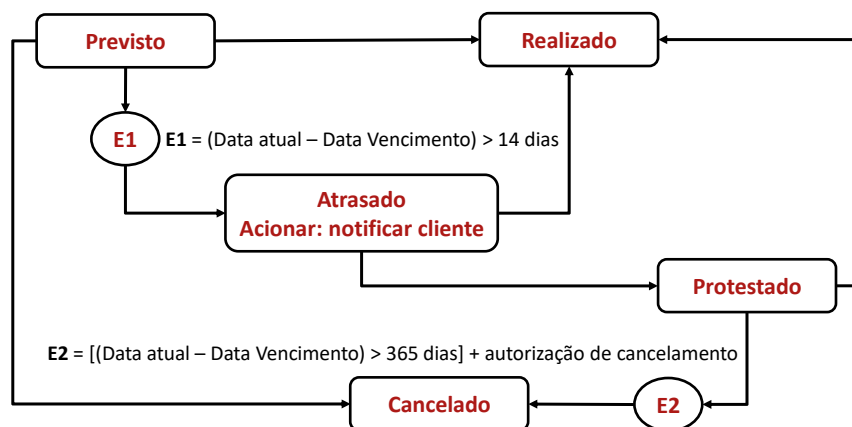 Previsto
Realizado
E1
E1 = (Data atual – Data Vencimento) > 14 dias
Atrasado
Acionar: notificar cliente
Protestado
E2 = [(Data atual – Data Vencimento) > 365 dias] + autorização de cancelamento
Cancelado
E2